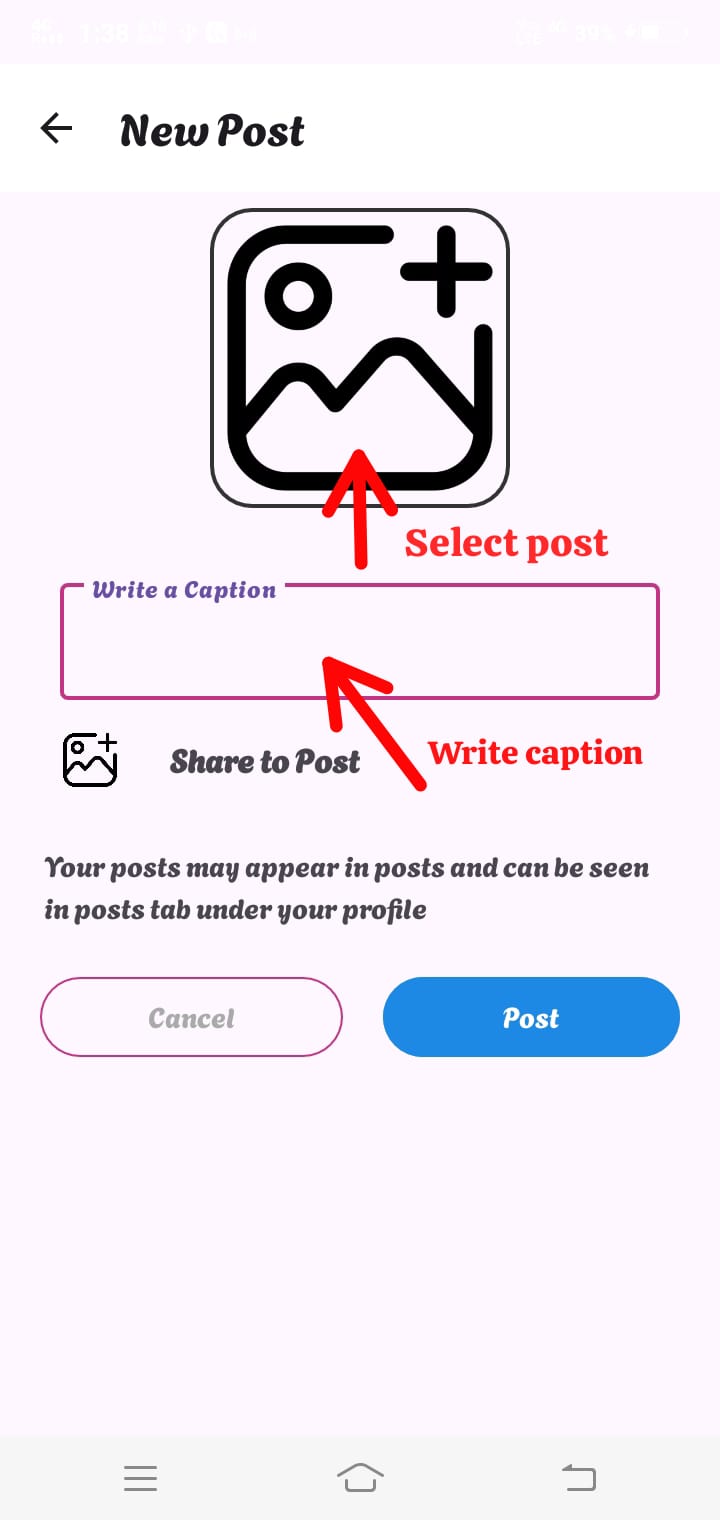 1:38
39%
New Post
Select post
Write a Caption
Write caption
Share to Post
Your posts may appear in posts and can be seen
in posts tab under your profile
Cancel
Post